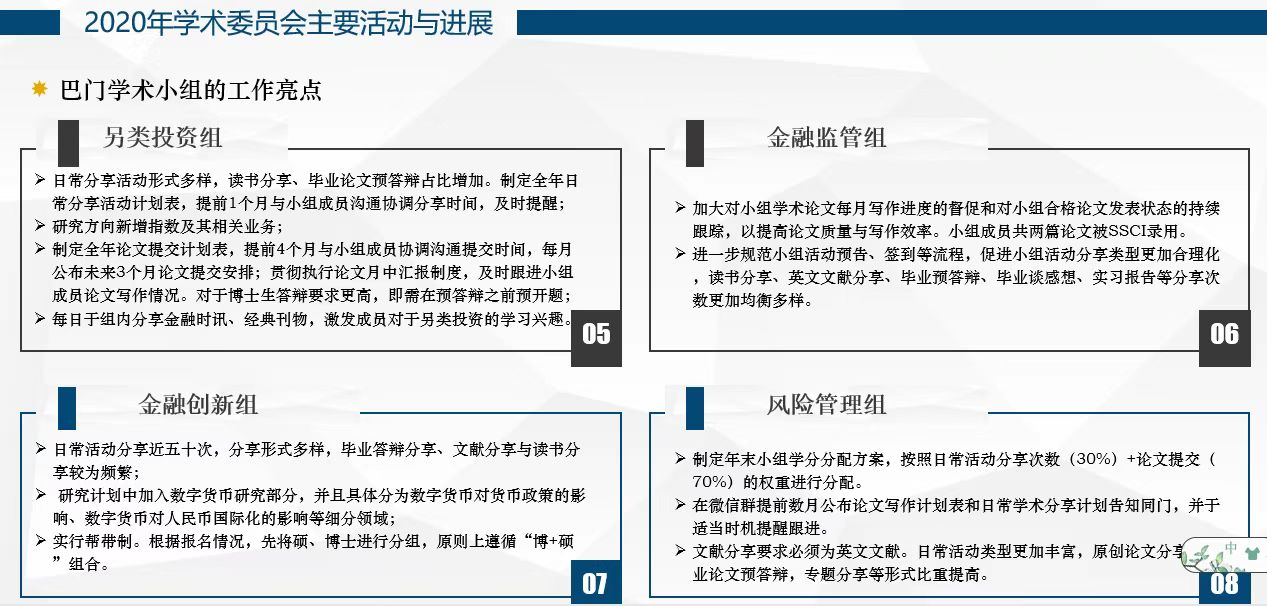 2020年学术委员会主要活动与进展
巴门学术小组的工作亮点
另类投资组
➢ 日常分享活动形式多样，读书分享、毕业论文预答辩占比增加。制定全年日
常分享活动计划表，提前1个月与小组成员沟通协调分享时间，及时提醒；
➢ 研究方向新增指数及其相关业务；
➢ 制定全年论文提交计划表，提前4个月与小组成员协调沟通提交时间，每月
公布未来3个月论文提交安排；贯彻执行论文月中汇报制度，及时跟进小组
成员论文写作情况。对于博士生答辩要求更高，即需在预答辩之前预开题；
➢ 每日于组内分享金融时讯、经典刊物，激发成员对于另类投资的学习兴趣。
05
金融监管组
➢ 加大对小组学术论文每月写作进度的督促和对小组合格论文发表状态的持续
跟踪，以提高论文质量与写作效率。小组成员共两篇论文被SSCI录用。
➢ 进一步规范小组活动预告、签到等流程，促进小组活动分享类型更加合理化
，读书分享、英文文献分享、毕业预答辩、毕业谈感想、实习报告等分享次
数更加均衡多样。
06
金融创新组
➢ 日常活动分享近五十次，分享形式多样，毕业答辩分享、文献分享与读书分
享较为频繁；
➢ 研究计划中加入数字货币研究部分，并且具体分为数字货币对货币政策的影
响、数字货币对人民币国际化的影响等细分领域；
➢ 实行帮带制。根据报名情况，先将硕、博士进行分组，原则上遵循“博+硕
”组合。
07
风险管理组
➢ 制定年末小组学分分配方案，按照日常活动分享次数（30%）+论文提交（
70%）的权重进行分配。
➢ 在微信群提前数月公布论文写作计划表和日常学术分享计划告知同门，并于
适当时机提醒跟进。
➢ 文献分享要求必须为英文文献。日常活动类型更加丰富，原创论文分享
业论文预答辩，专题分享等形式比重提高。
中
08